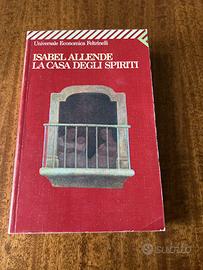 Universale Economica Feltrinelli
ISABEL ALLENDE
LA CASA DEGLI SPIRITI
subito